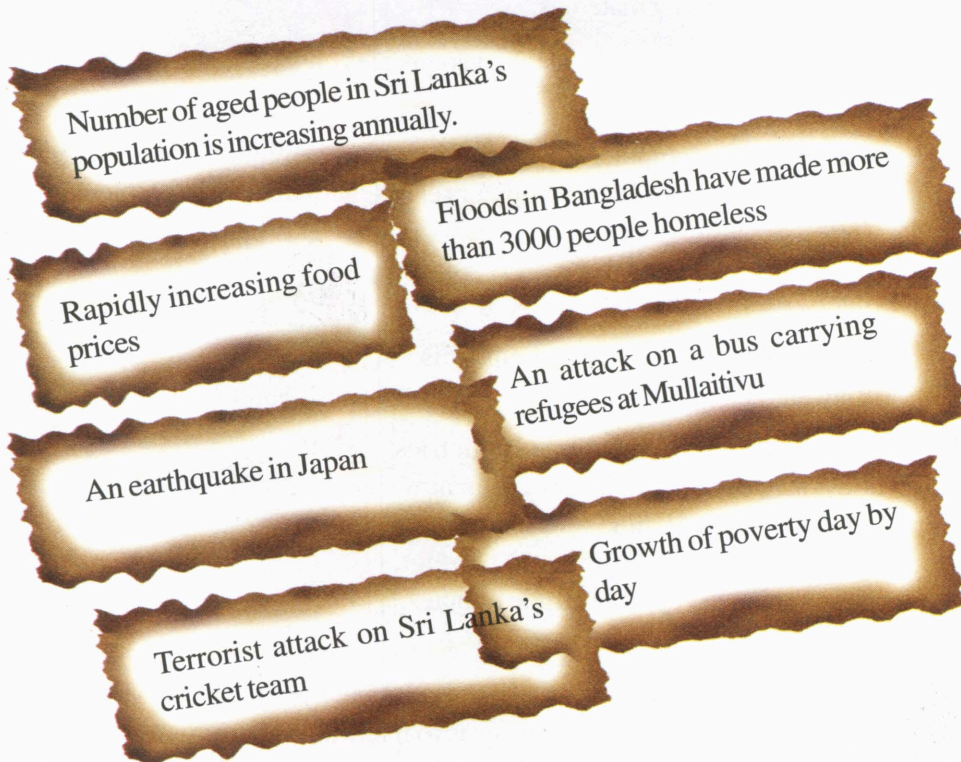 Number of aged people in Sri Lanka's
population is increasing annually.
Floods in Bangladesh have made more
than 3000 people homeless
Rapidly increasing food
prices
An attack on a bus carrying
refugees at Mullaitivu
An earthquake in Japan
Growth of poverty day by
day
Terrorist attack on Sri Lanka's
cricket team